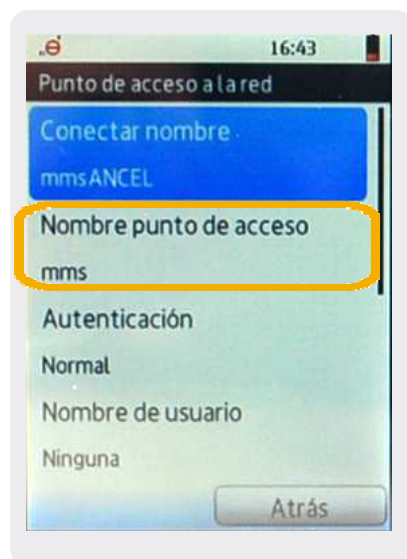 16:43
Punto de acceso a la red
Conectar nombre
mmsANCEL
Nombre punto de acceso
mms
Autenticación
Normal
Nombre de usuario
Ninguna
Atrás